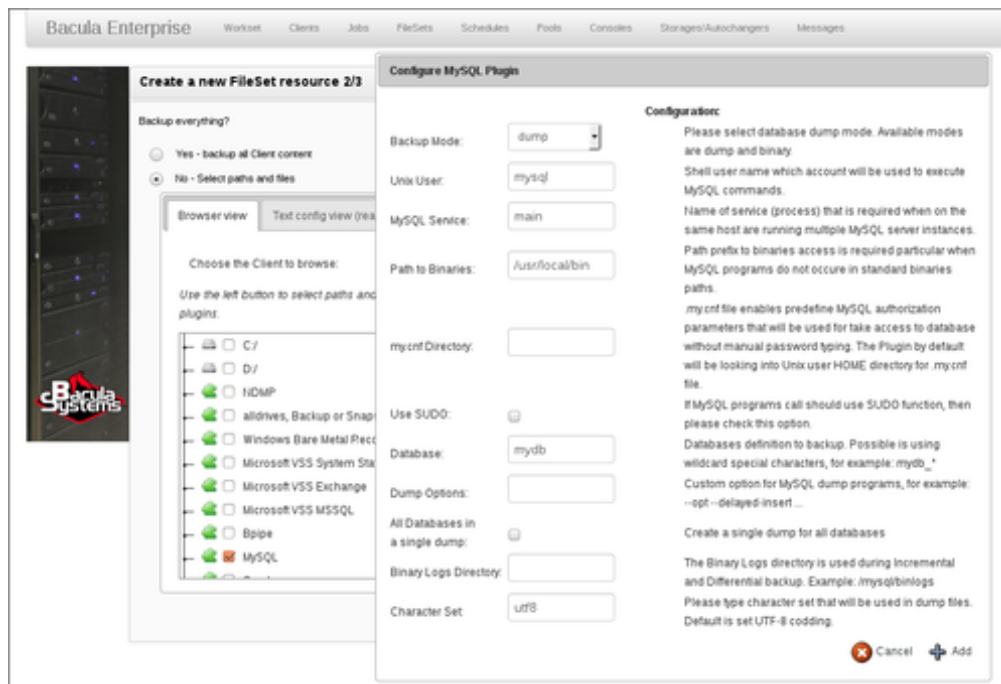 Bacula Enterprise Workset Clients Jobs FileSets Schedules Pools Consoles Storages/Autochangers Messages
Bacula
Systems
Create a new FileSet resource 2/3
Backup everything?
Yes - backup all Client content
No - Select paths and files
Browser view Text config view (rea
Choose the Client to browse:
Use the left button to select paths and
plugins.
C:/
D:/
NDMP
alldrives, Backup or Snap
Windows Bare Metal Reco
Microsoft VSS System Sta
Microsoft VSS Exchange
Microsoft VSS MSSQL
Bpipe
MySQL
Configure MySQL Plugin
Configuration:
Backup Mode: dump
Please select database dump mode. Available modes
are dump and binary.
Unix User: mysql
Shell user name which account will be used to execute
MySQL commands.
MySQL Service: main
Name of service (process) that is required when on the
same host are running multiple MySQL server instances.
Path to Binaries: /usr/local/bin
Path prefix to binaries access is required particular when
MySQL programs do not occure in standard binaries
paths.
my.cnf Directory:
.my.cnf file enables predefine MySQL authorization
parameters that will be used for take access to database
without manual password typing. The Plugin by default
will be looking into Unix user HOME directory for .my.cnf
file.
Use SUDO:
If MySQL programs call should use SUDO function, then
please check this option.
Database: mydb
Databases definition to backup. Possible is using
wildcard special characters, for example: mydb_*
Dump Options:
Custom option for MySQL dump programs, for example:
--opt --delayed-insert ...
All Databases in
a single dump:
Create a single dump for all databases
Binary Logs Directory:
The Binary Logs directory is used during Incremental
and Differential backup. Example: /mysql/binlogs
Character Set: utf8
Please type character set that will be used in dump files.
Default is set UTF-8 codding.
Cancel Add